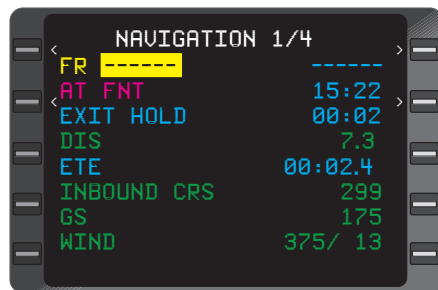 NAVIGATION 1/4
FR ------ ------
AT FNT 15:22
EXIT HOLD 00:02
DIS 7.3
ETE 00:02.4
INBOUND CRS 299
GS 175
WIND 375/ 13